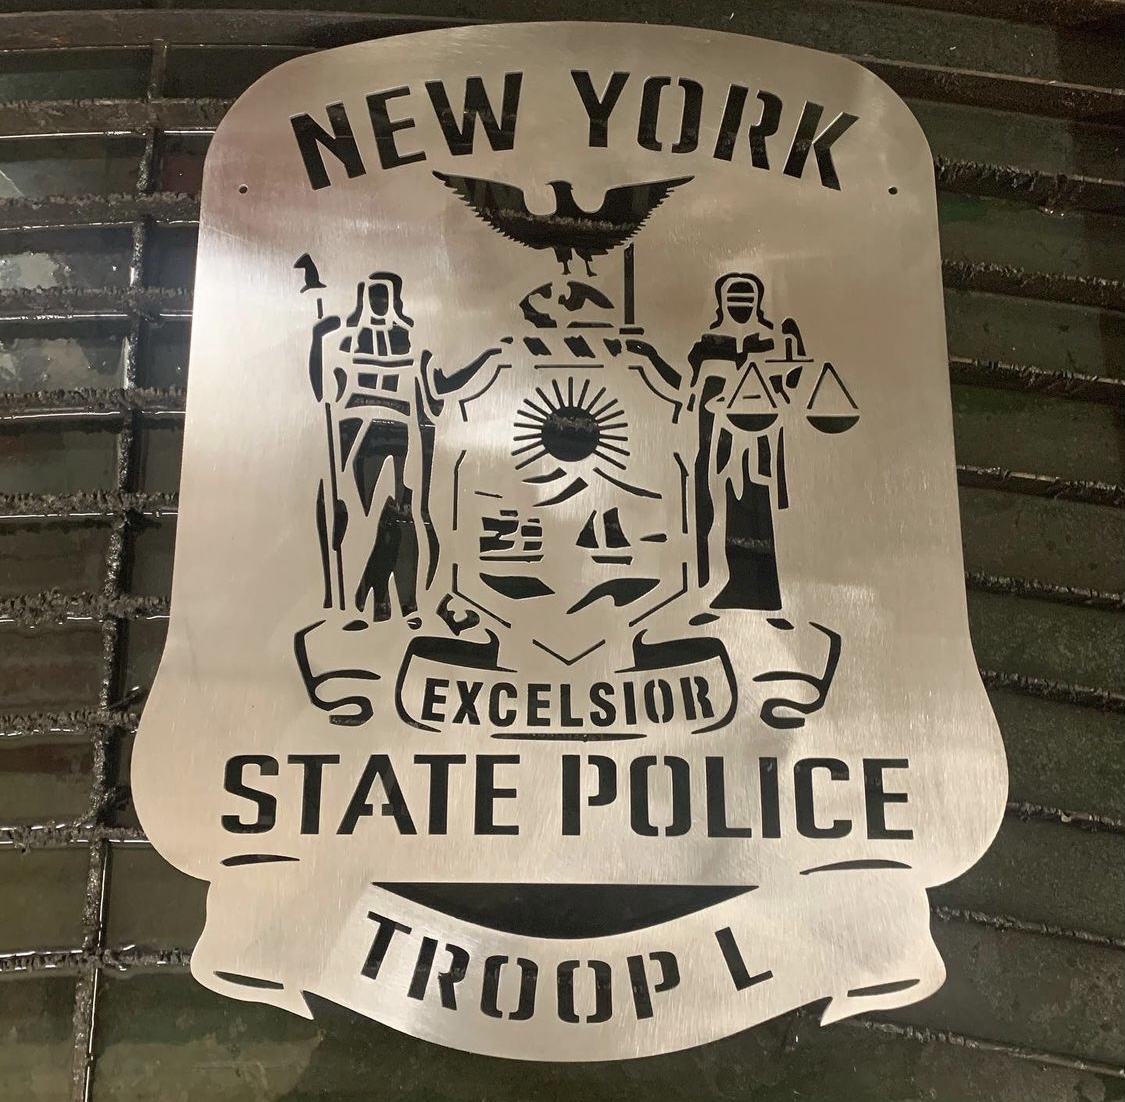 NEW YORK
EXCELSIOR
STATE POLICE
TROOP L